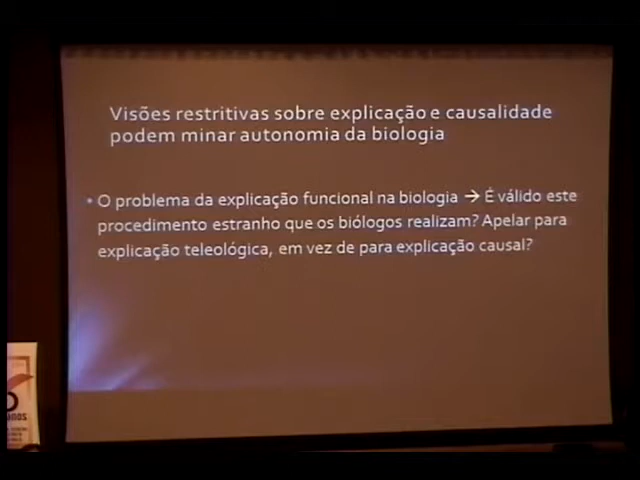 Visões restritivas sobre explicação e causalidade
podem minar autonomia da biologia
• O problema da explicação funcional na biologia → É válido este
procedimento estranho que os biólogos realizam? Apelar para
explicação teleológica, em vez de para explicação causal?
anos